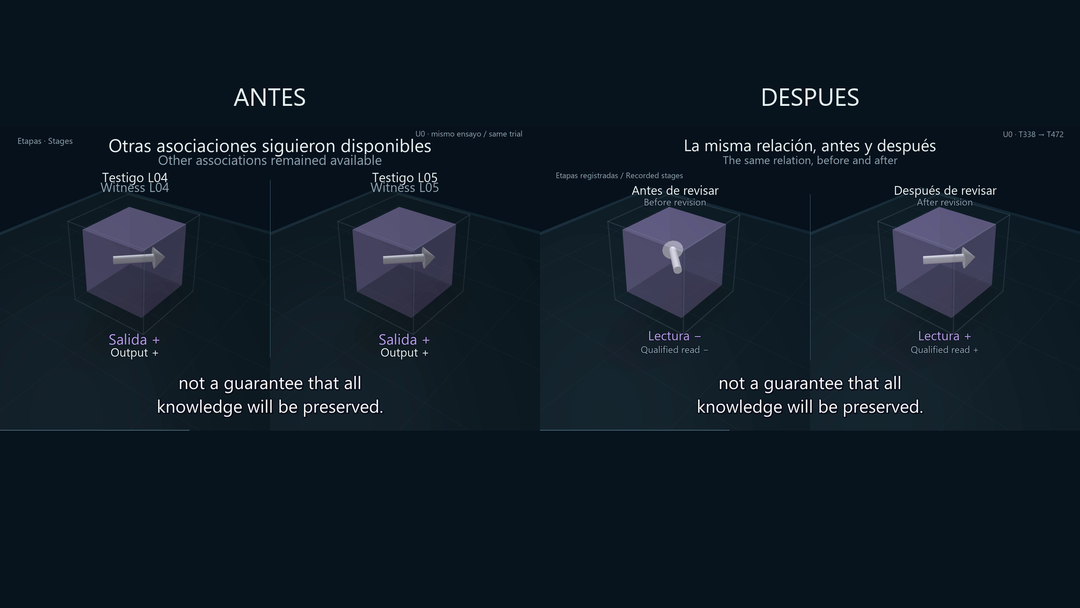 ANTES
Etapas · Stages
U0 · mismo ensayo / same trial
Otras asociaciones siguieron disponibles
Other associations remained available
Testigo L04
Witness L04
Testigo L05
Witness L05
Salida +
Output +
Salida +
Output +
not a guarantee that all
knowledge will be preserved.
DESPUES
U0 · T338 → T472
La misma relación, antes y después
The same relation, before and after
Etapas registradas / Recorded stages
Antes de revisar
Before revision
Después de revisar
After revision
Lectura −
Qualified read −
Lectura +
Qualified read +
not a guarantee that all
knowledge will be preserved.